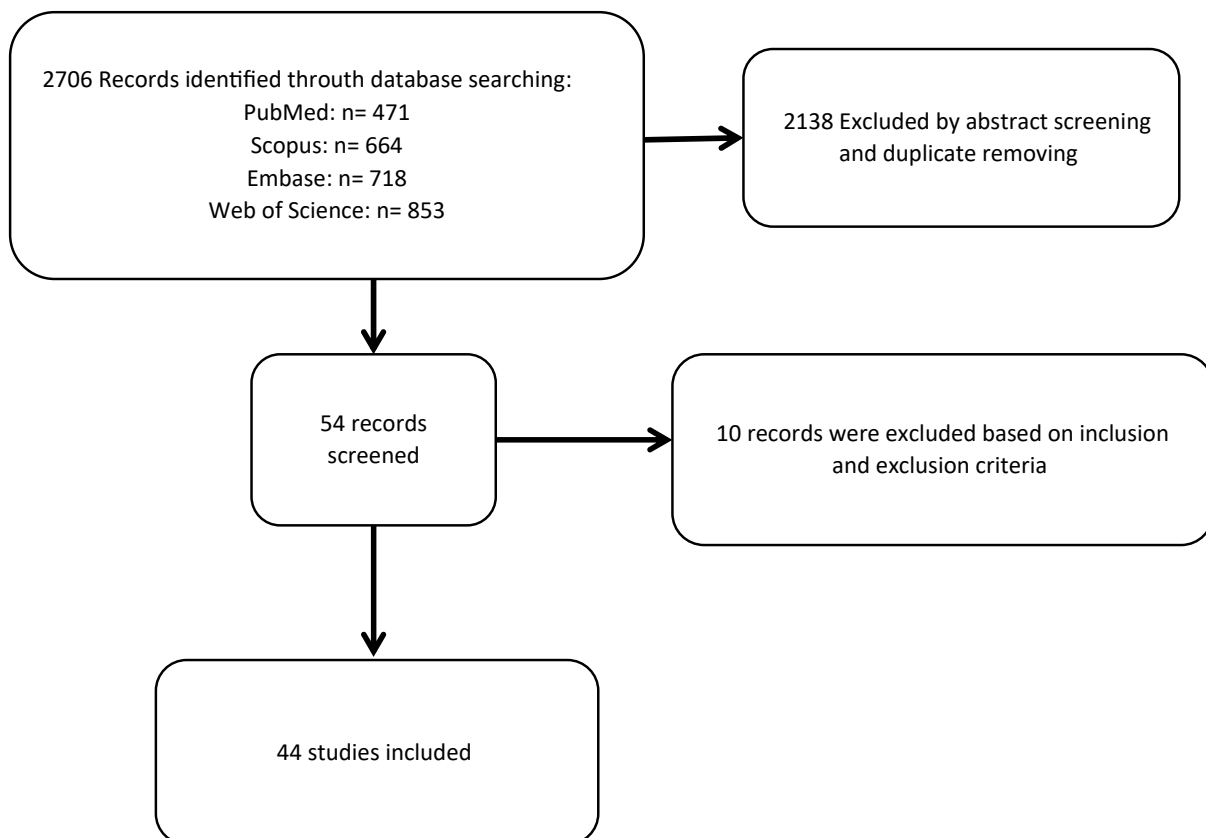 2706 Records identified throuth database searching:
PubMed: n= 471
Scopus: n= 664
Embase: n= 718
Web of Science: n= 853
2138 Excluded by abstract screening
and duplicate removing
54 records
screened
10 records were excluded based on inclusion
and exclusion criteria
44 studies included